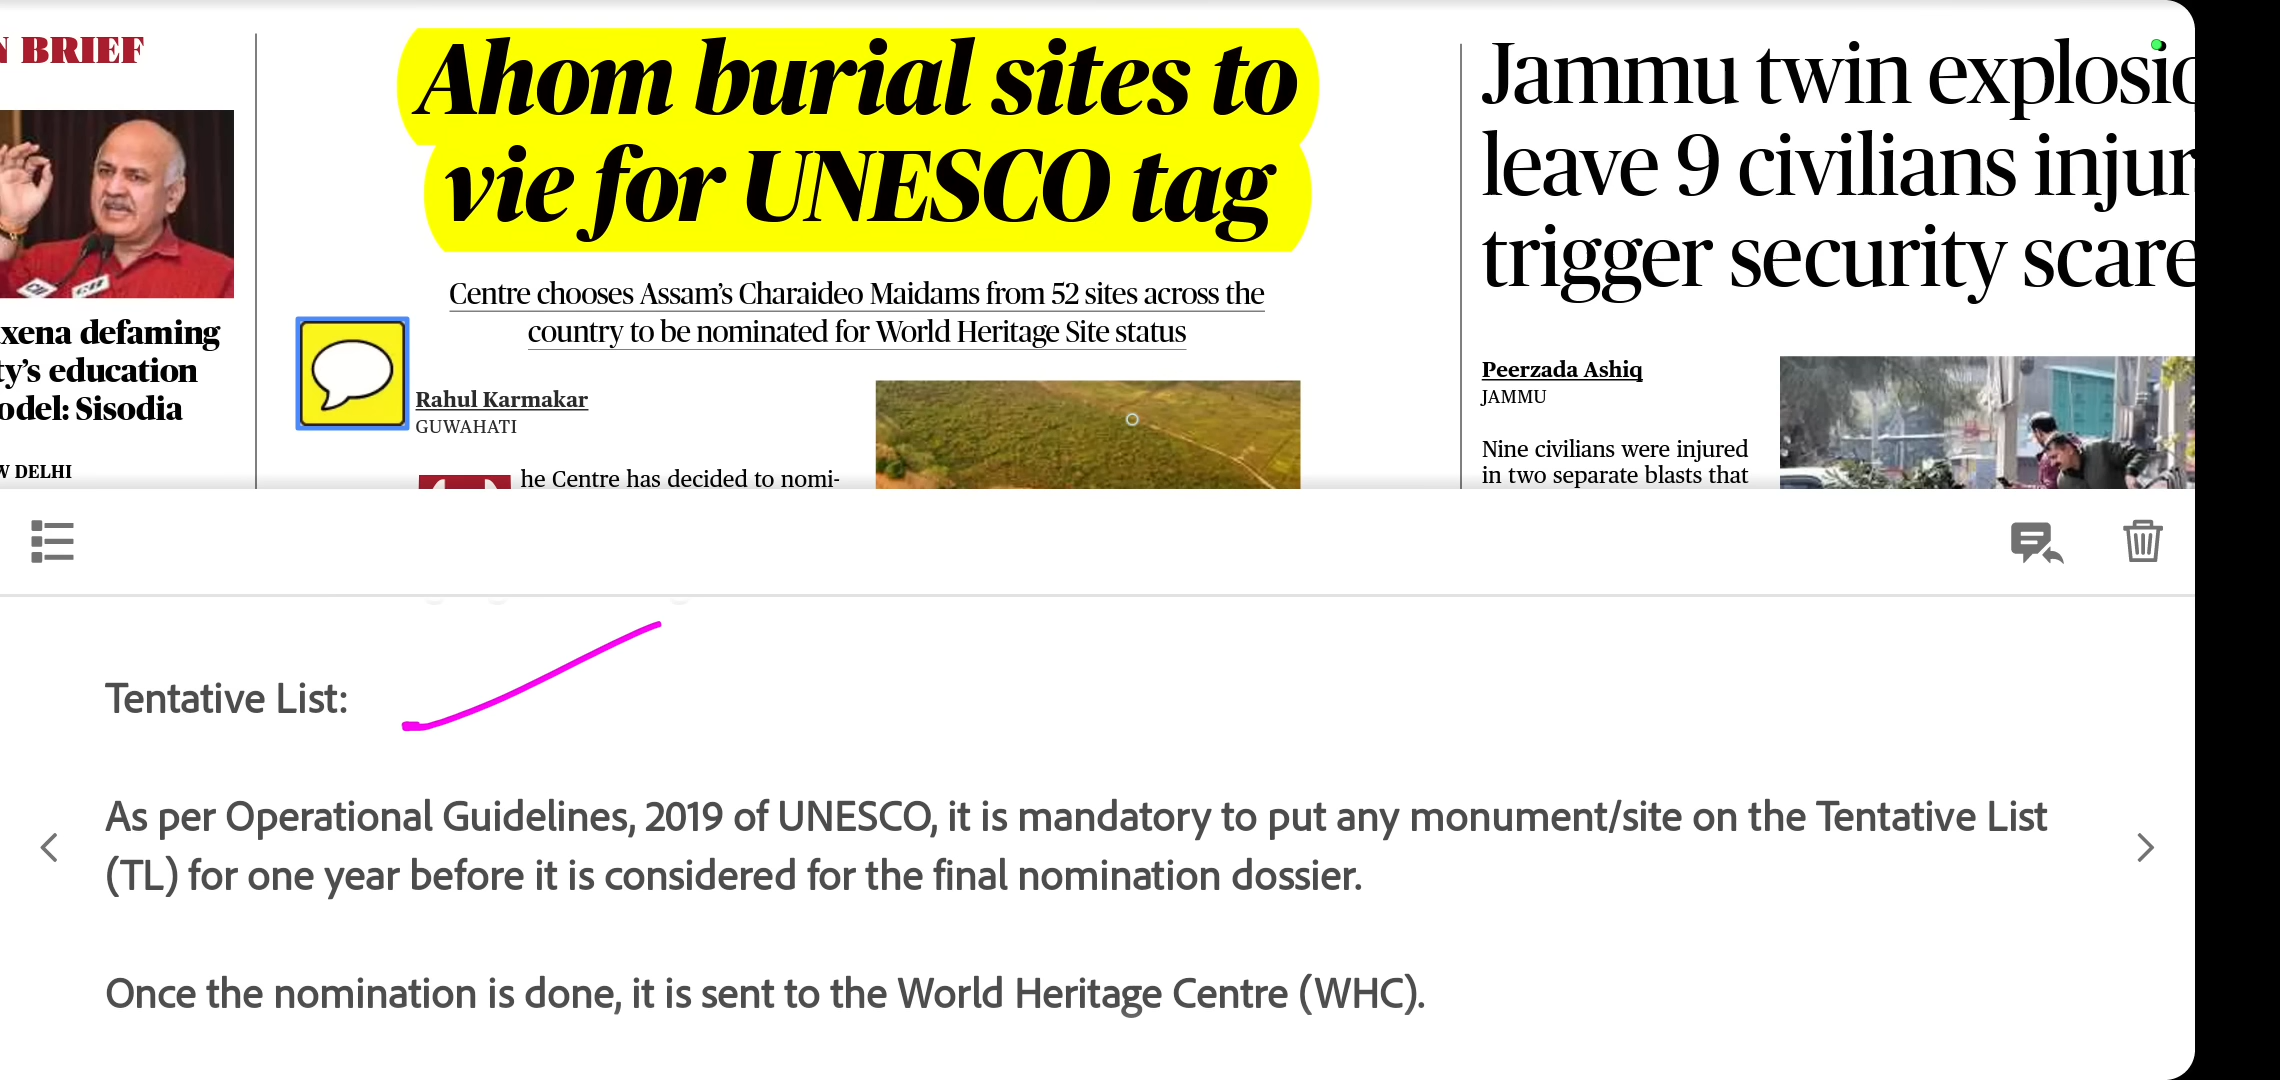 N BRIEF
xena defaming
ty's education
odel: Sisodia
W DELHI
Ahom burial sites to
vie for UNESCO tag
Centre chooses Assam's Charaideo Maidams from 52 sites across the
country to be nominated for World Heritage Site status
Rahul Karmakar
GUWAHATI
he Centre has decided to nomi-
Jammu twin explosio
leave 9 civilians injur
trigger security scare
Peerzada Ashiq
JAMMU
Nine civilians were injured
in two separate blasts that
Tentative List:
As per Operational Guidelines, 2019 of UNESCO, it is mandatory to put any monument/site on the Tentative List
(TL) for one year before it is considered for the final nomination dossier.
Once the nomination is done, it is sent to the World Heritage Centre (WHC).